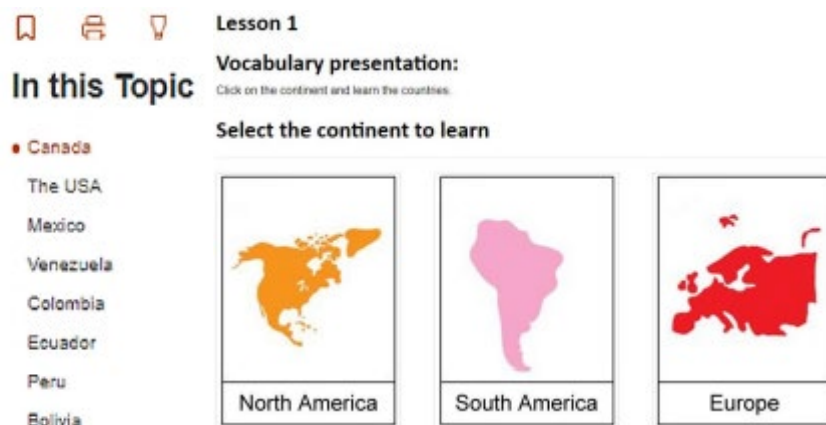 In this Topic
• Canada
The USA
Mexico
Venezuela
Colombia
Ecuador
Peru
Bolivia
Lesson 1
Vocabulary presentation:
Click on the continent and learn the countries.
Select the continent to learn
North America
South America
Europe